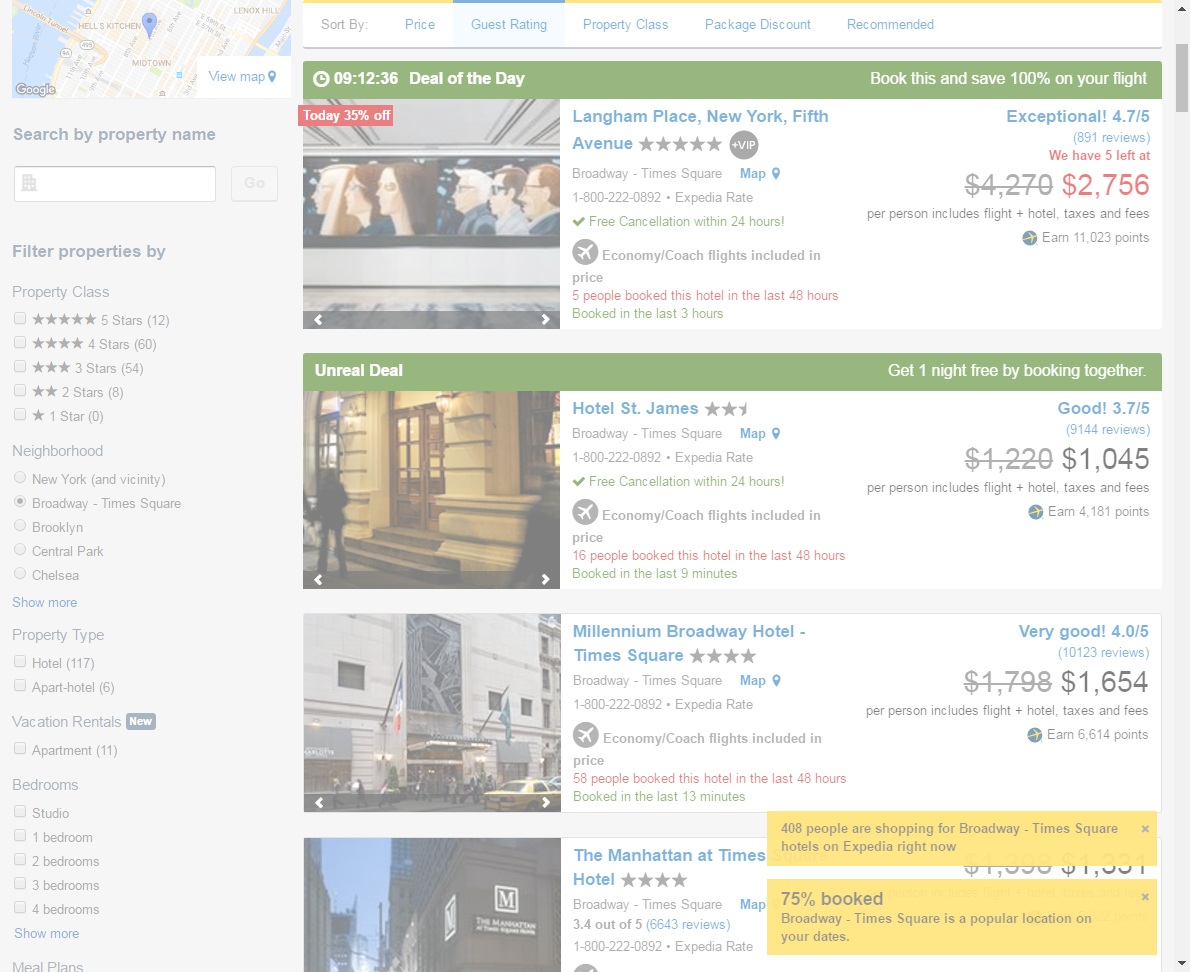 LENOX HILL
HELL'S KITCHEN
MIDTOWN
495
9A
Google
View map
Search by property name
Go
Filter properties by
Property Class
5 Stars (12)
4 Stars (60)
3 Stars (54)
2 Stars (8)
1 Star (0)
Neighborhood
New York (and vicinity)
Broadway - Times Square
Brooklyn
Central Park
Chelsea
Show more
Property Type
Hotel (117)
Apart-hotel (6)
Vacation Rentals New
Apartment (11)
Bedrooms
Studio
1 bedroom
2 bedrooms
3 bedrooms
4 bedrooms
Show more
Meal Plans
Sort By: Price Guest Rating Property Class Package Discount Recommended
09:12:36 Deal of the Day Book this and save 100% on your flight
Today 35% off
Langham Place, New York, Fifth
Avenue +VIP
Broadway - Times Square Map
1-800-222-0892 • Expedia Rate
Free Cancellation within 24 hours!
Economy/Coach flights included in
price
5 people booked this hotel in the last 48 hours
Booked in the last 3 hours
Exceptional! 4.7/5
(891 reviews)
We have 5 left at
$4,270 $2,756
per person includes flight + hotel, taxes and fees
Earn 11,023 points
Unreal Deal Get 1 night free by booking together.
Hotel St. James
Broadway - Times Square Map
1-800-222-0892 • Expedia Rate
Free Cancellation within 24 hours!
Economy/Coach flights included in
price
16 people booked this hotel in the last 48 hours
Booked in the last 9 minutes
Good! 3.7/5
(9144 reviews)
$1,220 $1,045
per person includes flight + hotel, taxes and fees
Earn 4,181 points
Millennium Broadway Hotel -
Times Square
Broadway - Times Square Map
1-800-222-0892 • Expedia Rate
Economy/Coach flights included in
price
58 people booked this hotel in the last 48 hours
Booked in the last 13 minutes
Very good! 4.0/5
(10123 reviews)
$1,798 $1,654
per person includes flight + hotel, taxes and fees
Earn 6,614 points
M
THE MANHATTAN
The Manhattan at Times Square
Hotel
Broadway - Times Square Map
3.4 out of 5 (6643 reviews)
1-800-222-0892 • Expedia Rate
$1,398 $1,331
408 people are shopping for Broadway - Times Square
hotels on Expedia right now
75% booked
Broadway - Times Square is a popular location on
your dates.